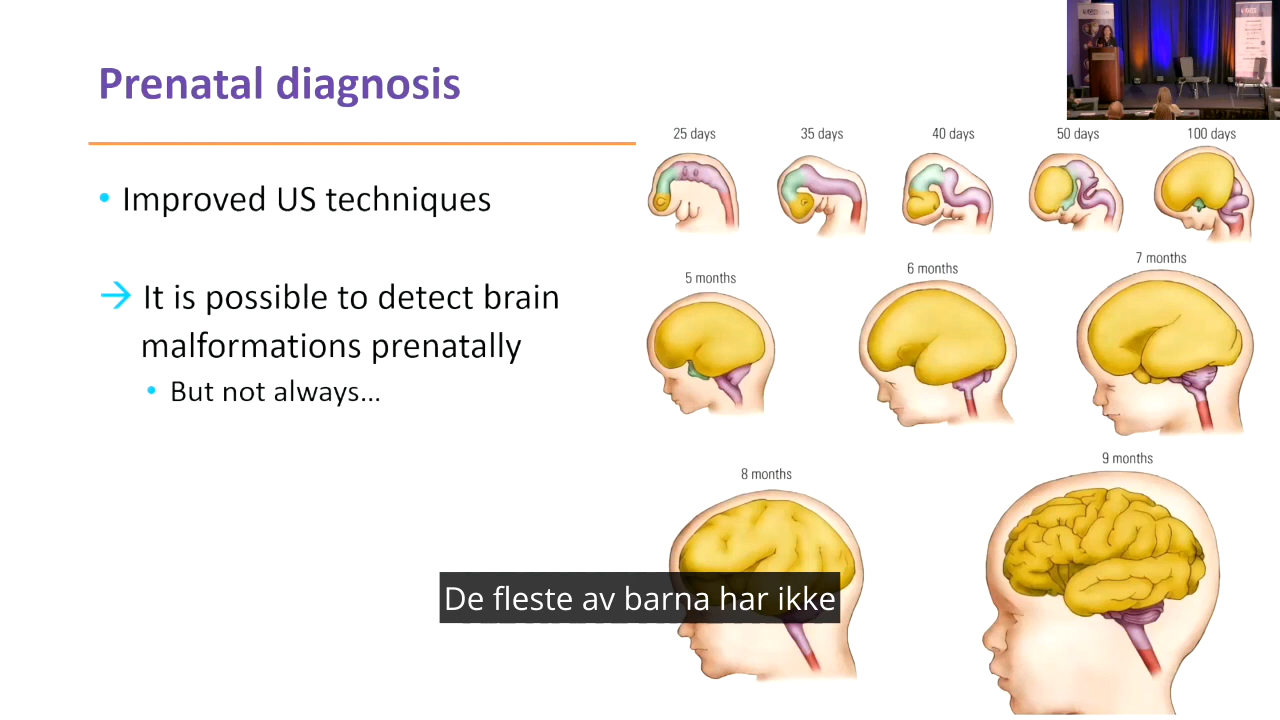 Prenatal diagnosis
• Improved US techniques
→ It is possible to detect brain
malformations prenatally
• But not always...
25 days
35 days
40 days
50 days
100 days
5 months
6 months
7 months
8 months
9 months
De fleste av barna har ikke